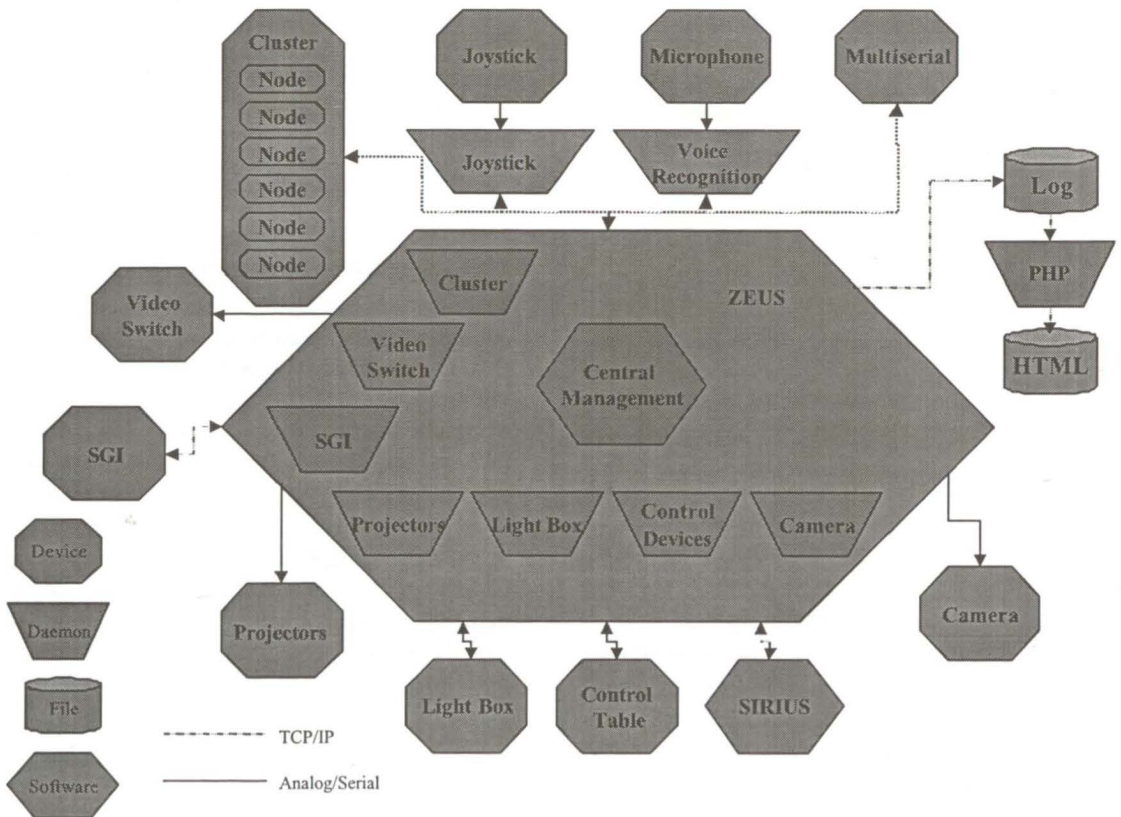 Cluster
Node
Node
Node
Node
Node
Node
Joystick
Microphone
Multiserial
Joystick
Voice
Recognition
Log
PHP
HTML
Video
Switch
Cluster
ZEUS
Video
Switch
Central
Management
SGI
SGI
Projectors
Light Box
Control
Devices
Camera
Device
Daemon
File
Software
Projectors
Camera
Light Box
Control
Table
SIRIUS
TCP/IP
Analog/Serial